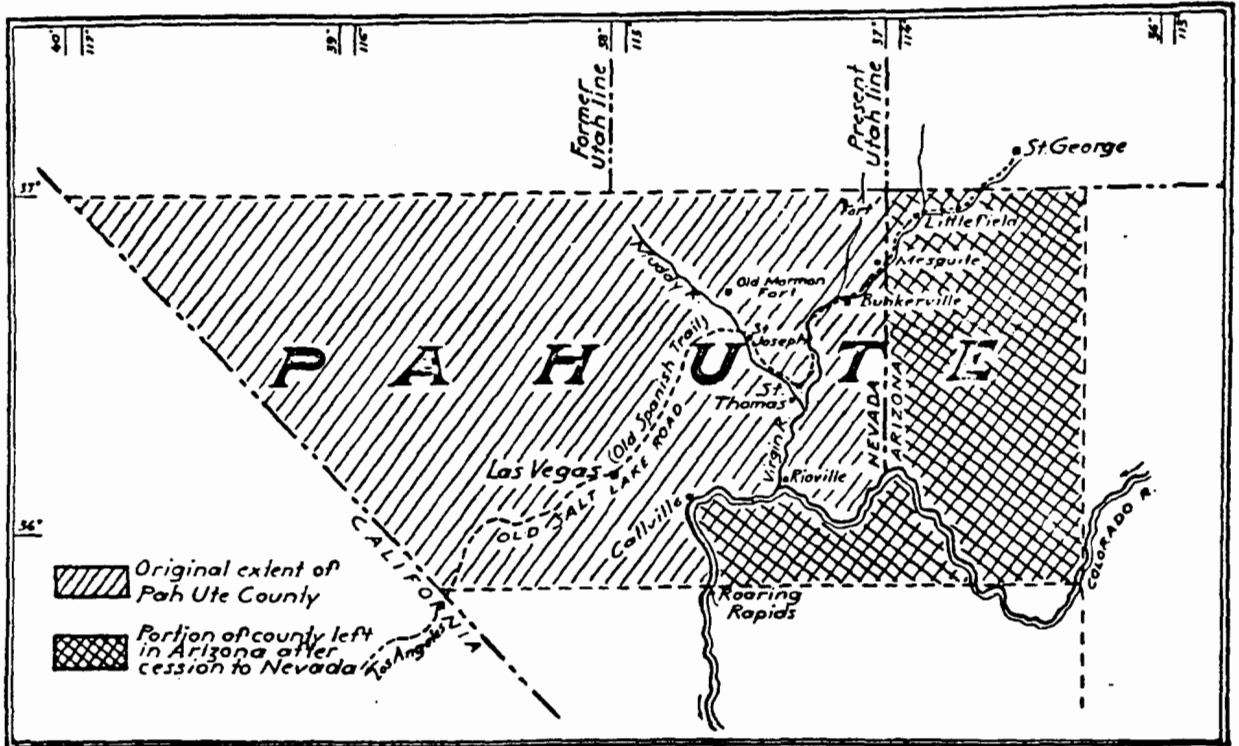 40° 117°
39° 116°
38° 115°
37° 114°
36° 113°
Former
Utah line
Present
Utah line
St. George
37°
Fort
Littlefield
Muddy R.
Mesquite
Old Mormon
Fort
Bunkerville
St.
Joseph
PAH UTE
St.
Thomas
NEVADA
ARIZONA
(Old Spanish Trail)
OLD SALT LAKE ROAD
Virgin R.
Las Vegas
Rioville
Callville
36°
CALIFORNIA
COLORADO R.
Original extent of
Pah Ute County
Roaring
Rapids
Portion of county left
in Arizona after
cession to Nevada
Los Angeles